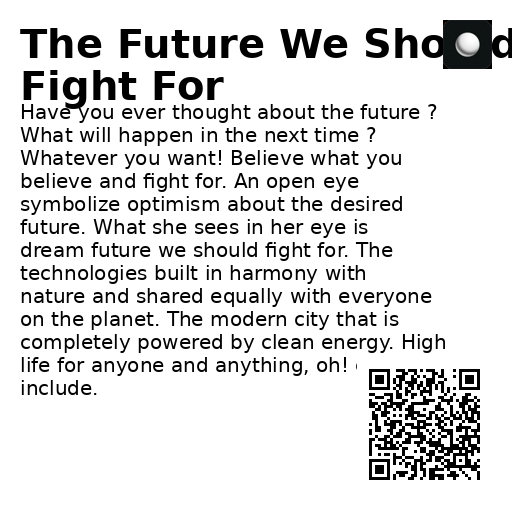 The Future We Should
Fight For
Have you ever thought about the future ?
What will happen in the next time ?
Whatever you want! Believe what you
believe and fight for. An open eye
symbolize optimism about the desired
future. What she sees in her eye is
dream future we should fight for. The
technologies built in harmony with
nature and shared equally with everyone
on the planet. The modern city that is
completely powered by clean energy. High
life for anyone and anything, oh!
include.